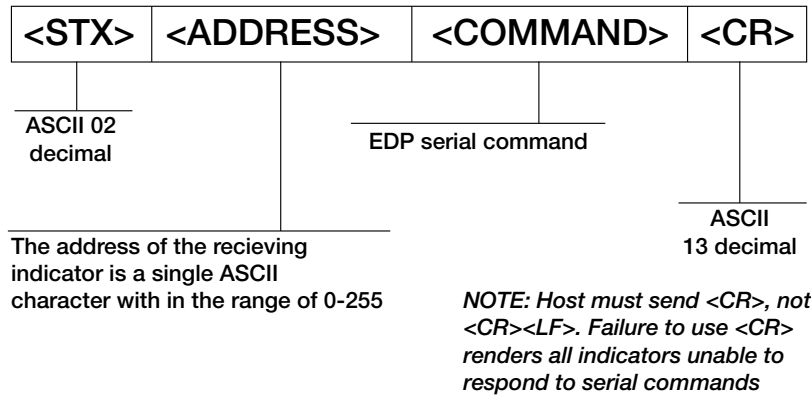 <STX> <ADDRESS> <COMMAND> <CR>
ASCII 02
decimal
EDP serial command
The address of the recieving
indicator is a single ASCII
character with in the range of 0-255
ASCII
13 decimal
NOTE: Host must send <CR>, not
<CR><LF>. Failure to use <CR>
renders all indicators unable to
respond to serial commands